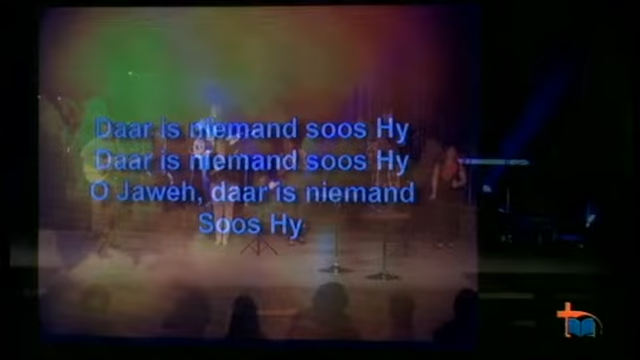 Daar is niemand soos Hy
Daar is niemand soos Hy
O Jaweh, daar is niemand
Soos Hy